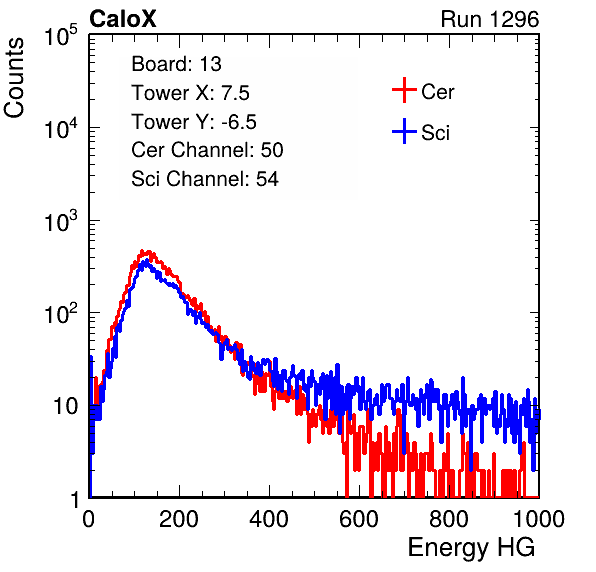 CaloX Run 1296
Counts
10^5
10^4
10^3
10^2
10
1
Board: 13
Tower X: 7.5
Tower Y: -6.5
Cer Channel: 50
Sci Channel: 54
Cer
Sci
0 200 400 600 800 1000
Energy HG